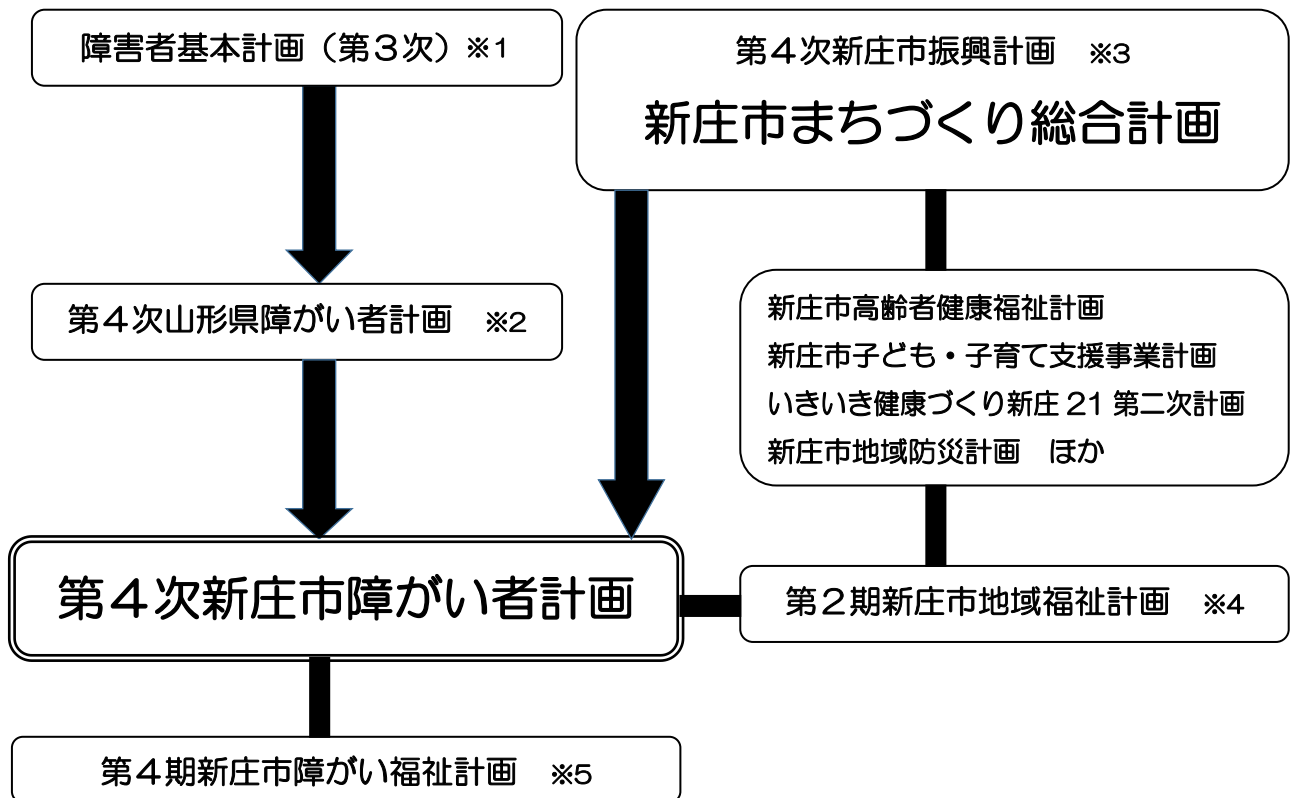 障害者基本計画（第３次）※1
第４次新庄市振興計画　※3
新庄市まちづくり総合計画
第４次山形県障がい者計画　※2
新庄市高齢者健康福祉計画
新庄市子ども・子育て支援事業計画
いきいき健康づくり新庄 21 第二次計画
新庄市地域防災計画　ほか
第４次新庄市障がい者計画
第２期新庄市地域福祉計画　※4
第４期新庄市障がい福祉計画　※5